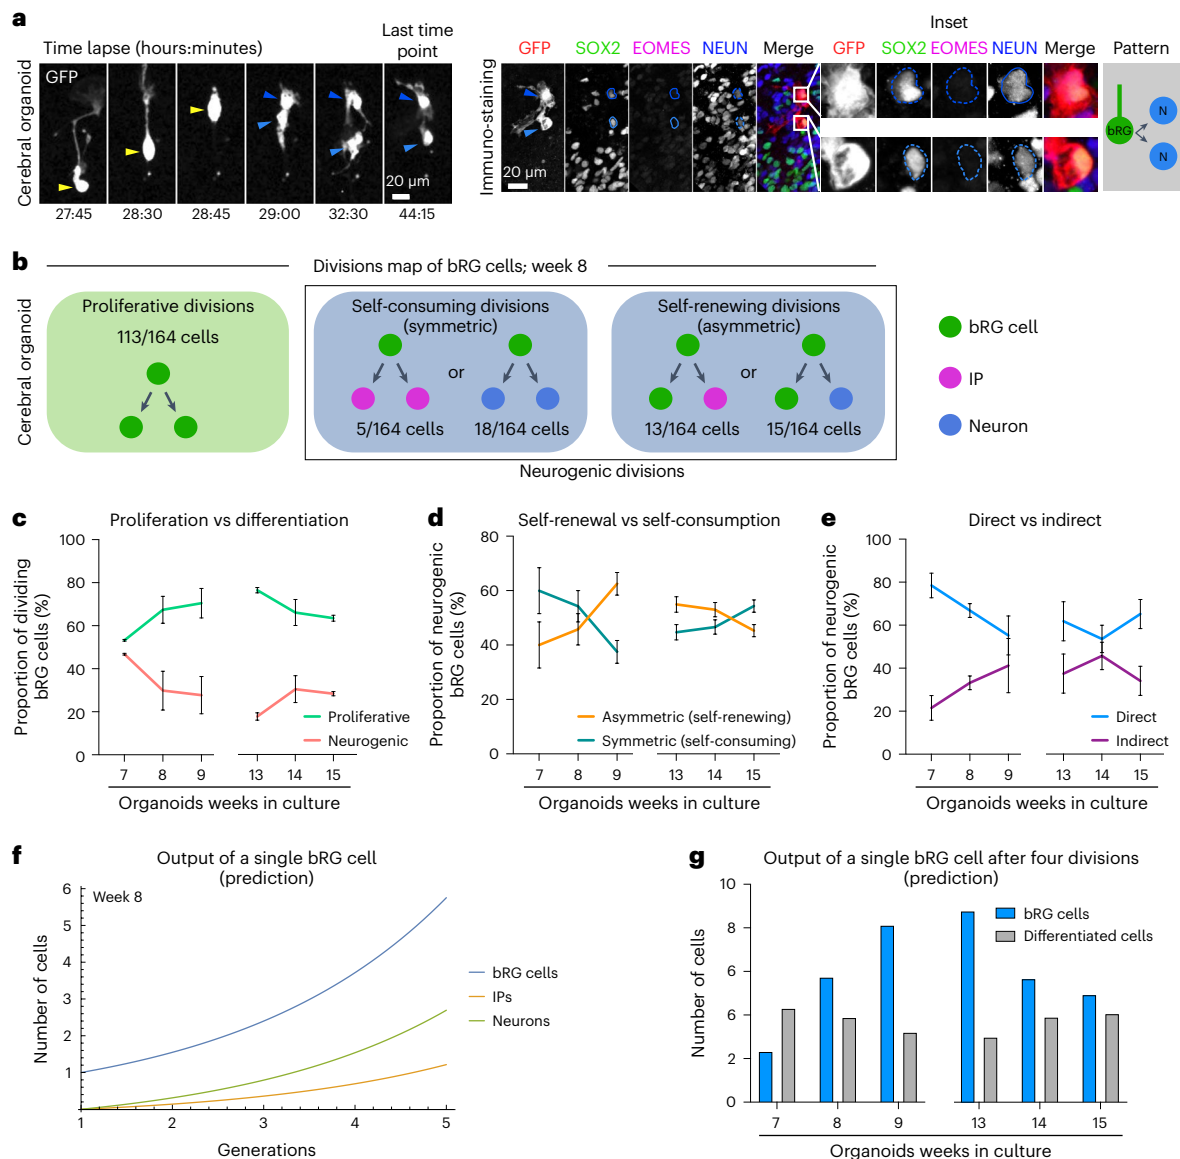 a
Time lapse (hours:minutes)
Last time point
Cerebral organoid
GFP
20 µm
27:45 28:30 28:45 29:00 32:30 44:15
Inset
GFP SOX2 EOMES NEUN Merge GFP SOX2 EOMES NEUN Merge Pattern
Immuno-staining
20 µm
bRG
N
N
b
Divisions map of bRG cells; week 8
Cerebral organoid
Proliferative divisions
113/164 cells
Self-consuming divisions
(symmetric)
or
5/164 cells 18/164 cells
Self-renewing divisions
(asymmetric)
or
13/164 cells 15/164 cells
Neurogenic divisions
bRG cell
IP
Neuron
c
Proliferation vs differentiation
Proportion of dividing
bRG cells (%)
100
80
60
40
20
0
Proliferative
Neurogenic
7 8 9 13 14 15
Organoids weeks in culture
d
Self-renewal vs self-consumption
Proportion of neurogenic
bRG cells (%)
80
60
40
20
0
Asymmetric (self-renewing)
Symmetric (self-consuming)
7 8 9 13 14 15
Organoids weeks in culture
e
Direct vs indirect
Proportion of neurogenic
bRG cells (%)
100
80
60
40
20
0
Direct
Indirect
7 8 9 13 14 15
Organoids weeks in culture
f
Output of a single bRG cell
(prediction)
Week 8
Number of cells
6
5
4
3
2
1
1 2 3 4 5
Generations
bRG cells
IPs
Neurons
g
Output of a single bRG cell after four divisions
(prediction)
Number of cells
10
8
6
6
2
0
bRG cells
Differentiated cells
7 8 9 13 14 15
Organoids weeks in culture